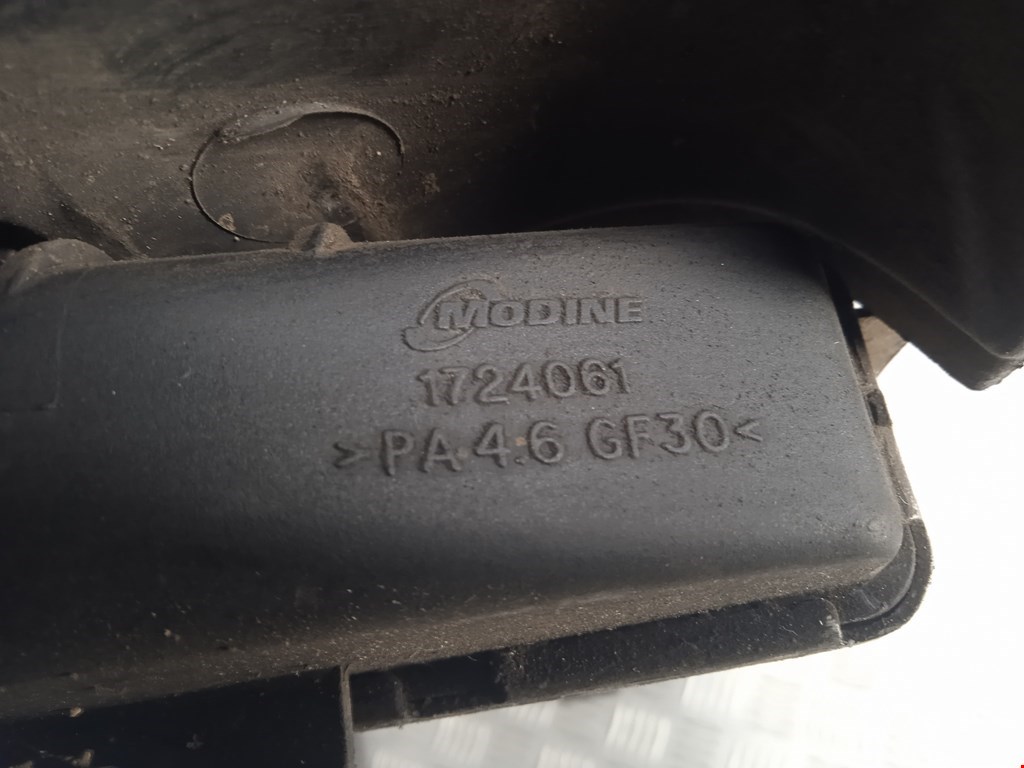 MODINE
1724061
>PA 4.6 GF30<